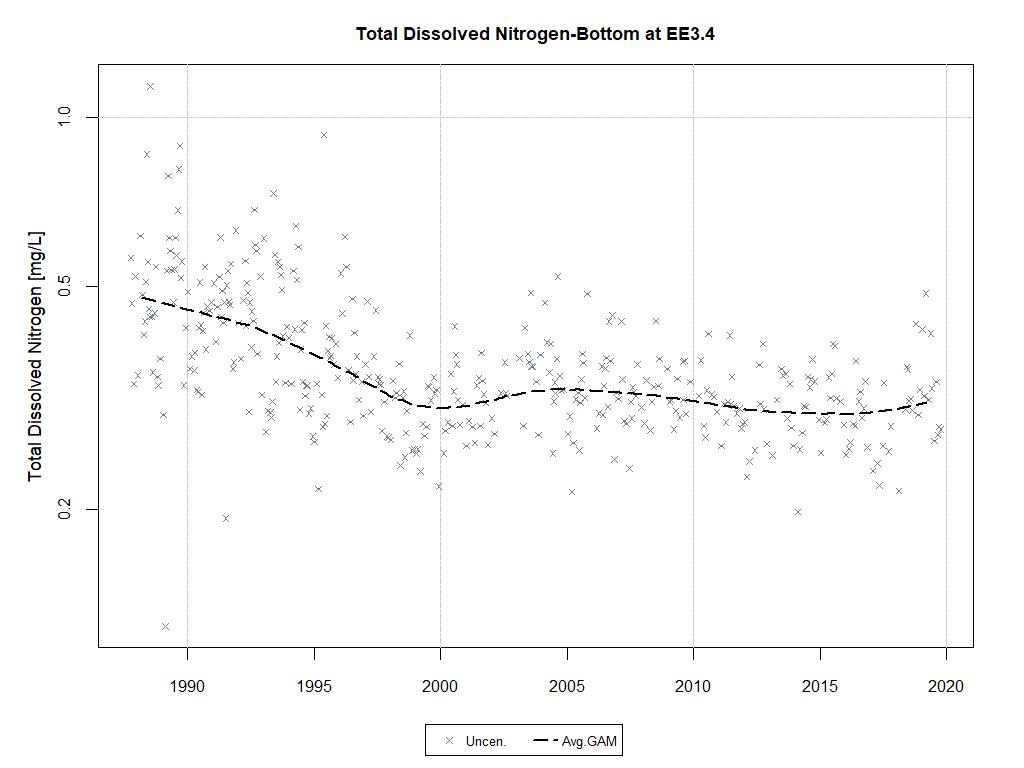 Total Dissolved Nitrogen-Bottom at EE3.4
Total Dissolved Nitrogen [mg/L]
1.0
0.5
0.2
1990 1995 2000 2005 2010 2015 2020
Uncen. Avg.GAM